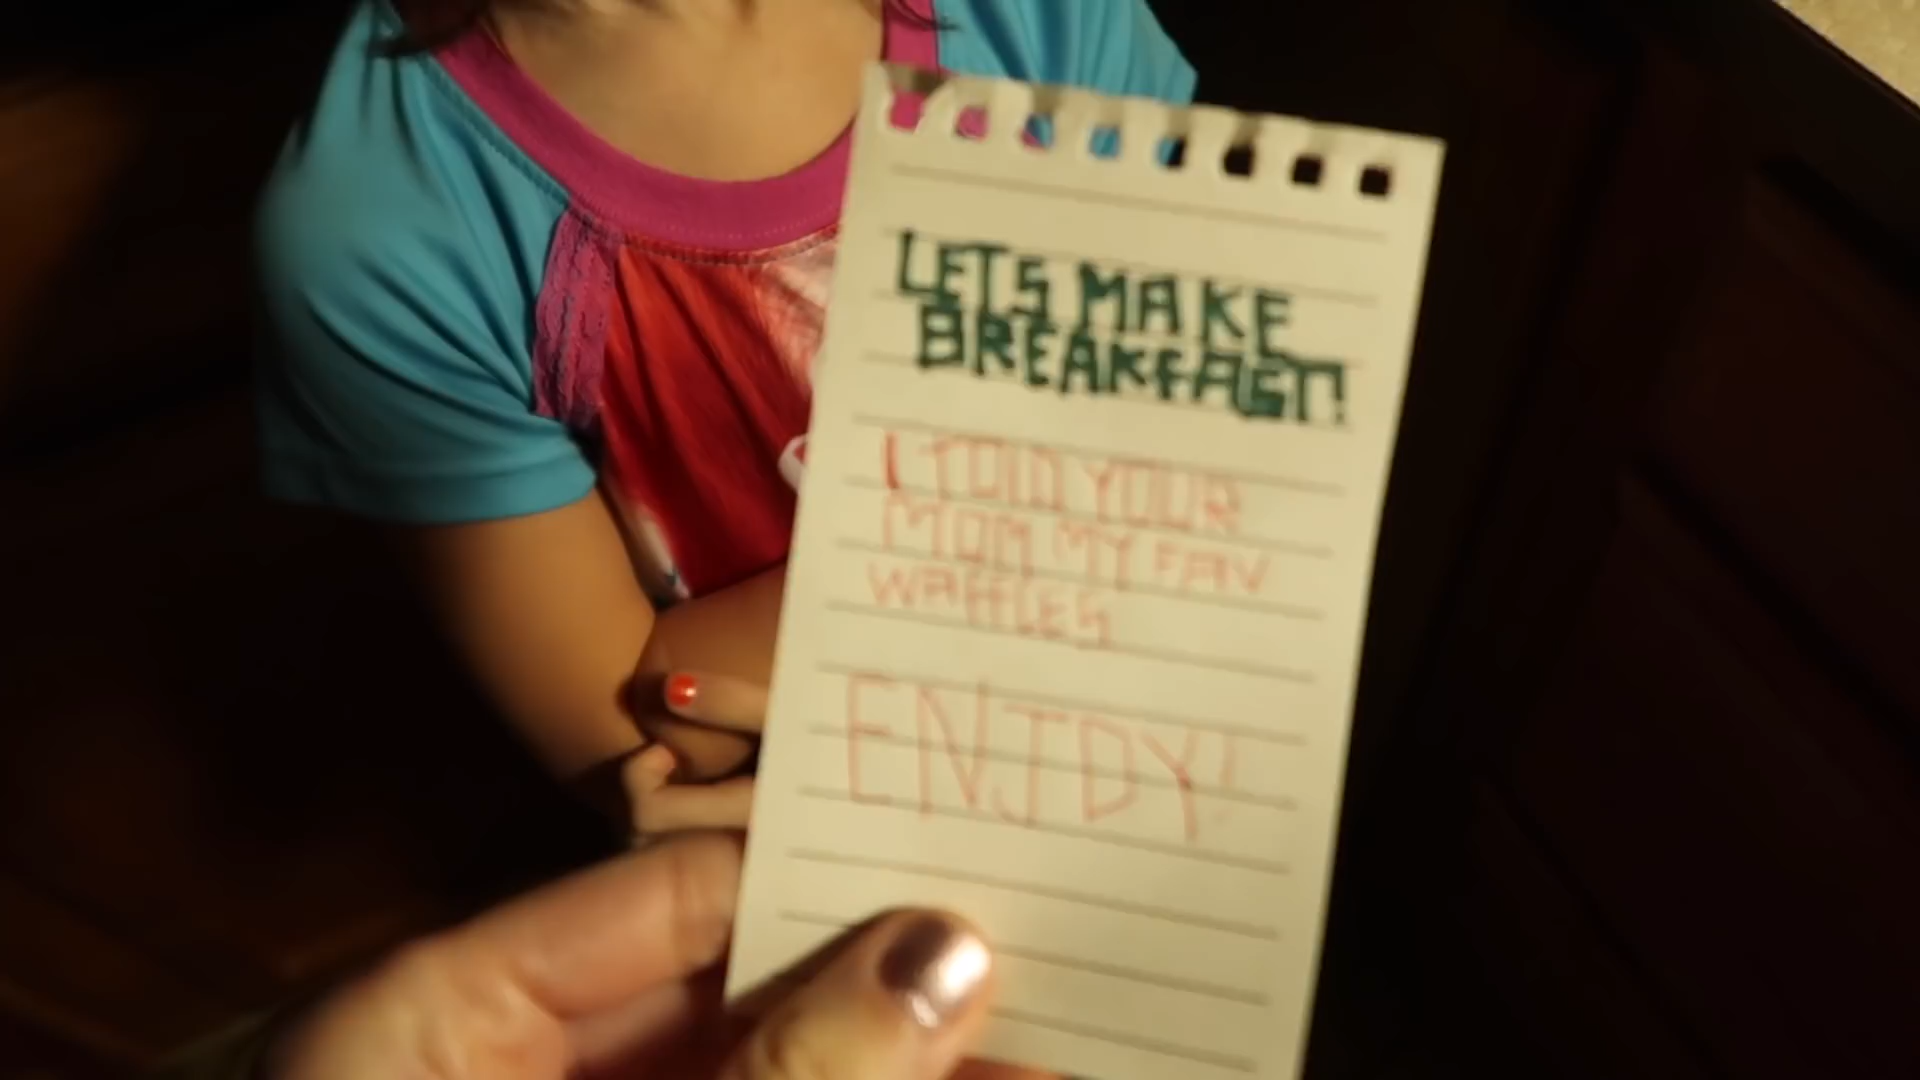 LETS MAKE
BREAKFAST!
I TOLD YOUR
MOM MY FAV
WAFFLES
ENJOY!